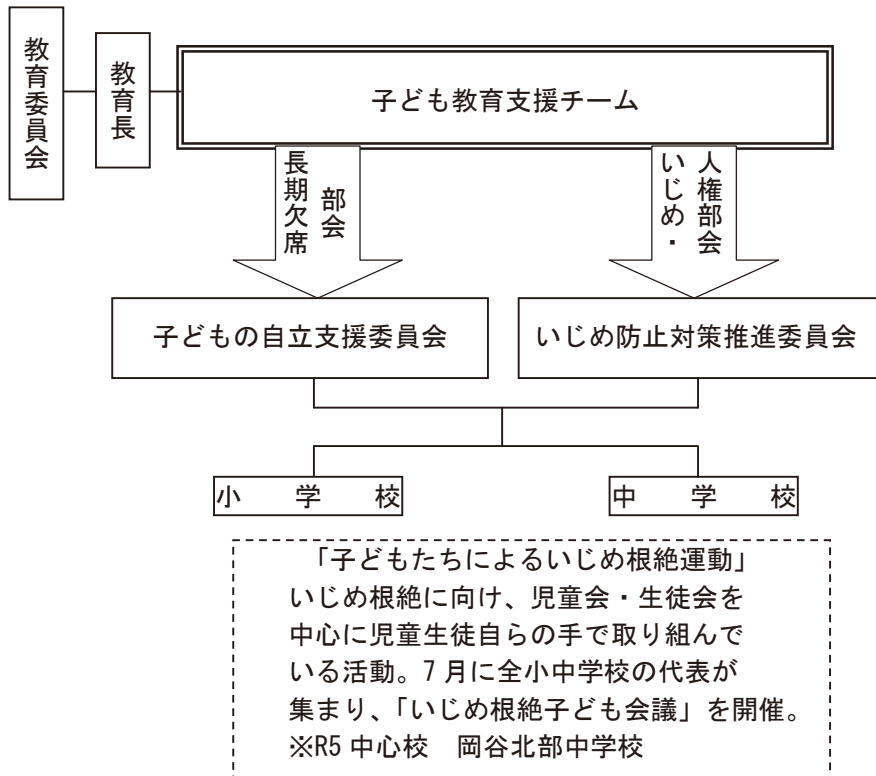 教育委員会
教育長
子ども教育支援チーム
長期欠席
部会
いじめ・
人権部会
子どもの自立支援委員会
いじめ防止対策推進委員会
小　学　校
中　学　校
「子どもたちによるいじめ根絶運動」
いじめ根絶に向け、児童会・生徒会を
中心に児童生徒自らの手で取り組んで
いる活動。7月に全小中学校の代表が
集まり、「いじめ根絶子ども会議」を開催。
※R5 中心校　岡谷北部中学校